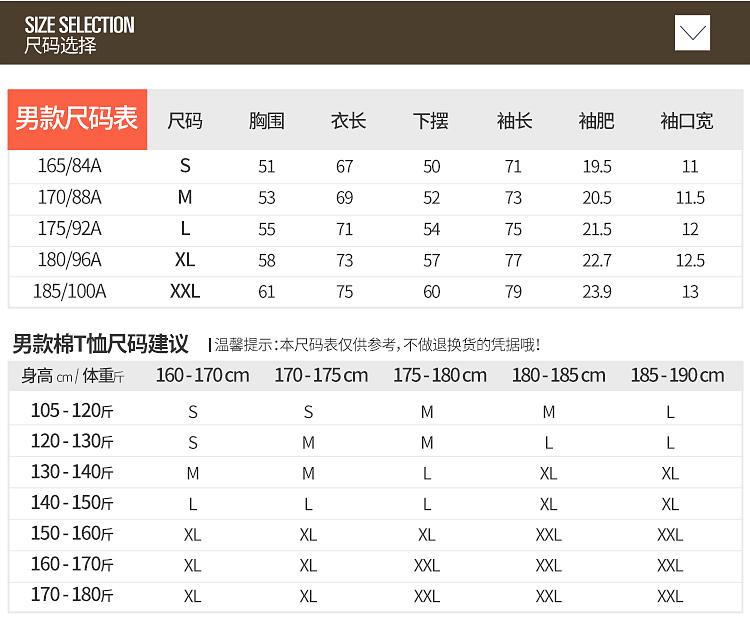 SIZE SELECTION
尺码选择
男款尺码表 尺码 胸围 衣长 下摆 袖长 袖肥 袖口宽
165/84A S 51 67 50 71 19.5 11
170/88A M 53 69 52 73 20.5 11.5
175/92A L 55 71 54 75 21.5 12
180/96A XL 58 73 57 77 22.7 12.5
185/100A XXL 61 75 60 79 23.9 13
男款棉T恤尺码建议 温馨提示:本尺码表仅供参考,不做退换货的凭据哦!
身高cm/体重斤 160-170cm 170-175cm 175-180cm 180-185cm 185-190cm
105-120斤 S S M M L
120-130斤 S M M L L
130-140斤 M M L XL XL
140-150斤 L L L XL XL
150-160斤 XL XL XL XXL XXL
160-170斤 XL XL XXL XXL XXL
170-180斤 XL XL XXL XXL XXL